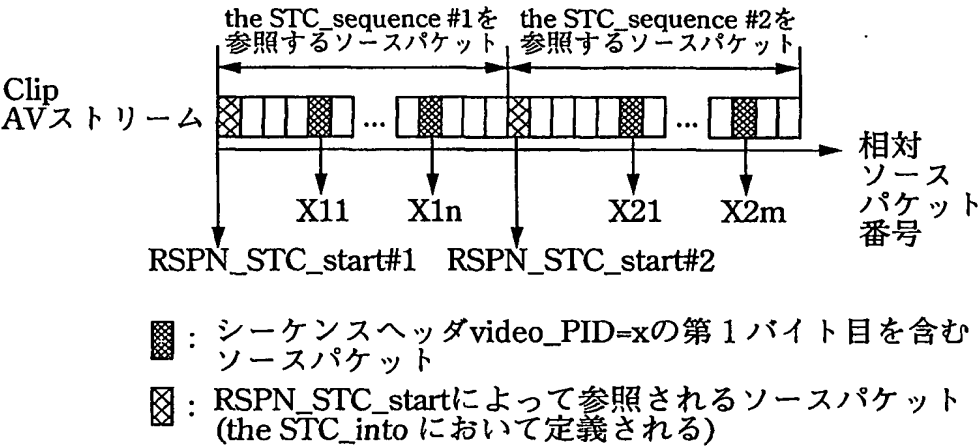 the STC_sequence #1を
参照するソースパケット
the STC_sequence #2を
参照するソースパケット
Clip
AVストリーム
...
...
相対
ソース
パケット
番号
X11
X1n
X21
X2m
RSPN_STC_start#1
RSPN_STC_start#2
: シーケンスヘッダvideo_PID=xの第1バイト目を含む
ソースパケット
: RSPN_STC_startによって参照されるソースパケット
(the STC_into において定義される)